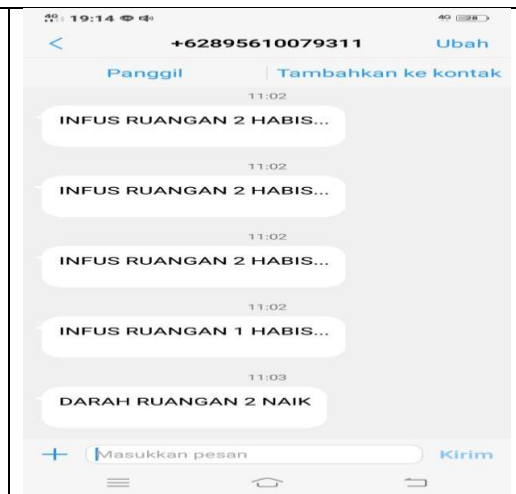 19:14
28
< +62895610079311 Ubah
Panggil Tambahkan ke kontak
11:02
INFUS RUANGAN 2 HABIS...
11:02
INFUS RUANGAN 2 HABIS...
11:02
INFUS RUANGAN 2 HABIS...
11:02
INFUS RUANGAN 1 HABIS...
11:03
DARAH RUANGAN 2 NAIK
+ Masukkan pesan Kirim